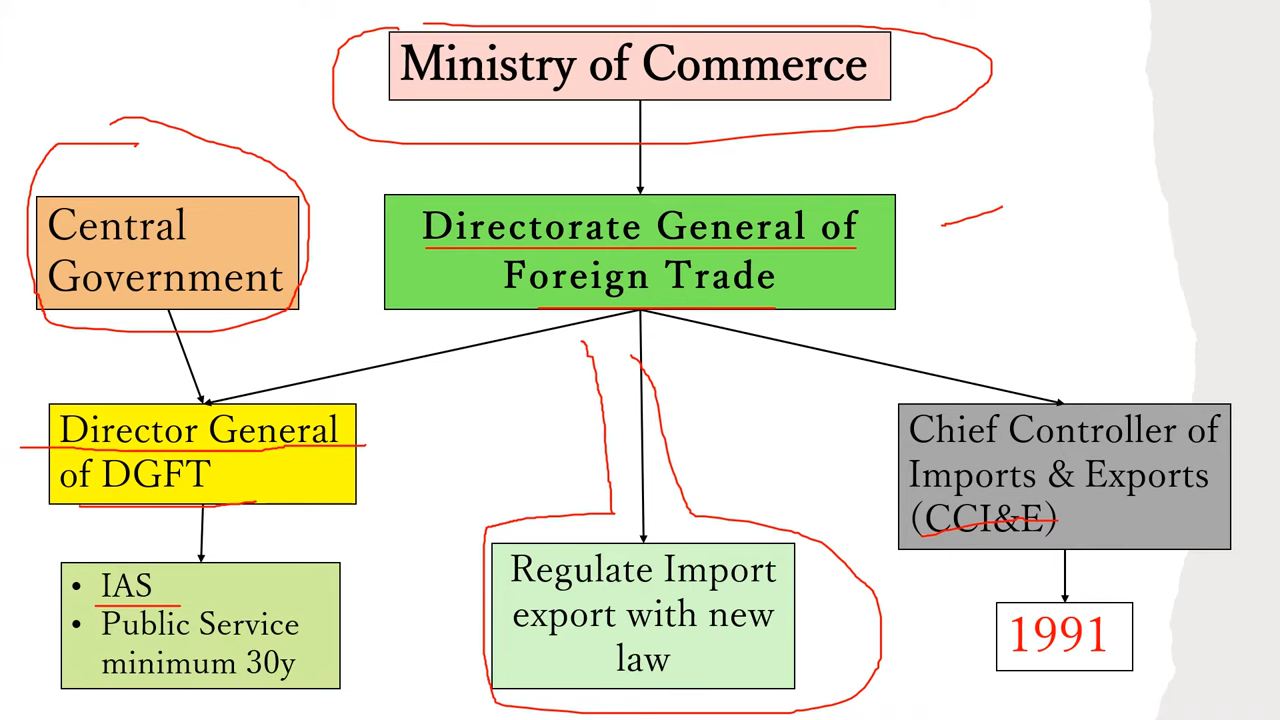 Ministry of Commerce
Central
Government
Directorate General of
Foreign Trade
Director General
of DGFT
Chief Controller of
Imports & Exports
(CCI&E)
• IAS
• Public Service
minimum 30y
Regulate Import
export with new
law
1991